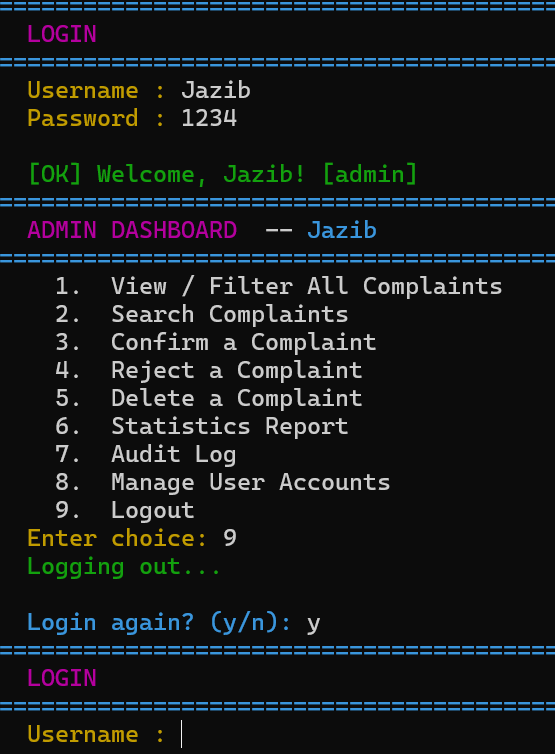 LOGIN
Username : Jazib
Password : 1234
[OK] Welcome, Jazib! [admin]
ADMIN DASHBOARD -- Jazib
1. View / Filter All Complaints
2. Search Complaints
3. Confirm a Complaint
4. Reject a Complaint
5. Delete a Complaint
6. Statistics Report
7. Audit Log
8. Manage User Accounts
9. Logout
Enter choice: 9
Logging out...
Login again? (y/n): y
LOGIN
Username :